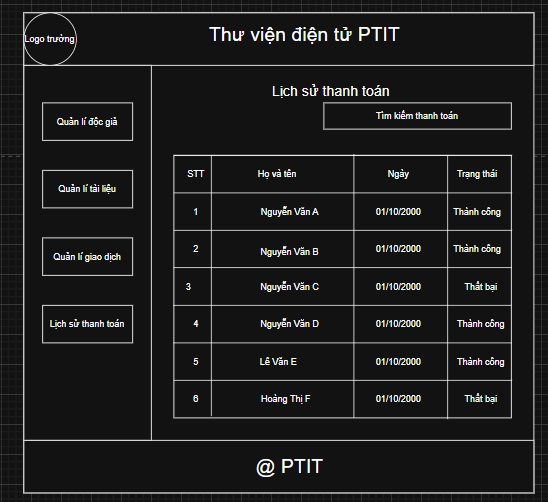 Logo trường
Thư viện điện tử PTIT
Lịch sử thanh toán
Tìm kiếm thanh toán
Quản lí độc giả
Quản lí tài liệu
Quản lí giao dịch
Lịch sử thanh toán
STT Họ và tên Ngày Trạng thái
1 Nguyễn Văn A 01/10/2000 Thành công
2 Nguyễn Văn B 01/10/2000 Thành công
3 Nguyễn Văn C 01/10/2000 Thất bại
4 Nguyễn Văn D 01/10/2000 Thành công
5 Lê Văn E 01/10/2000 Thành công
6 Hoàng Thị F 01/10/2000 Thất bại
@ PTIT